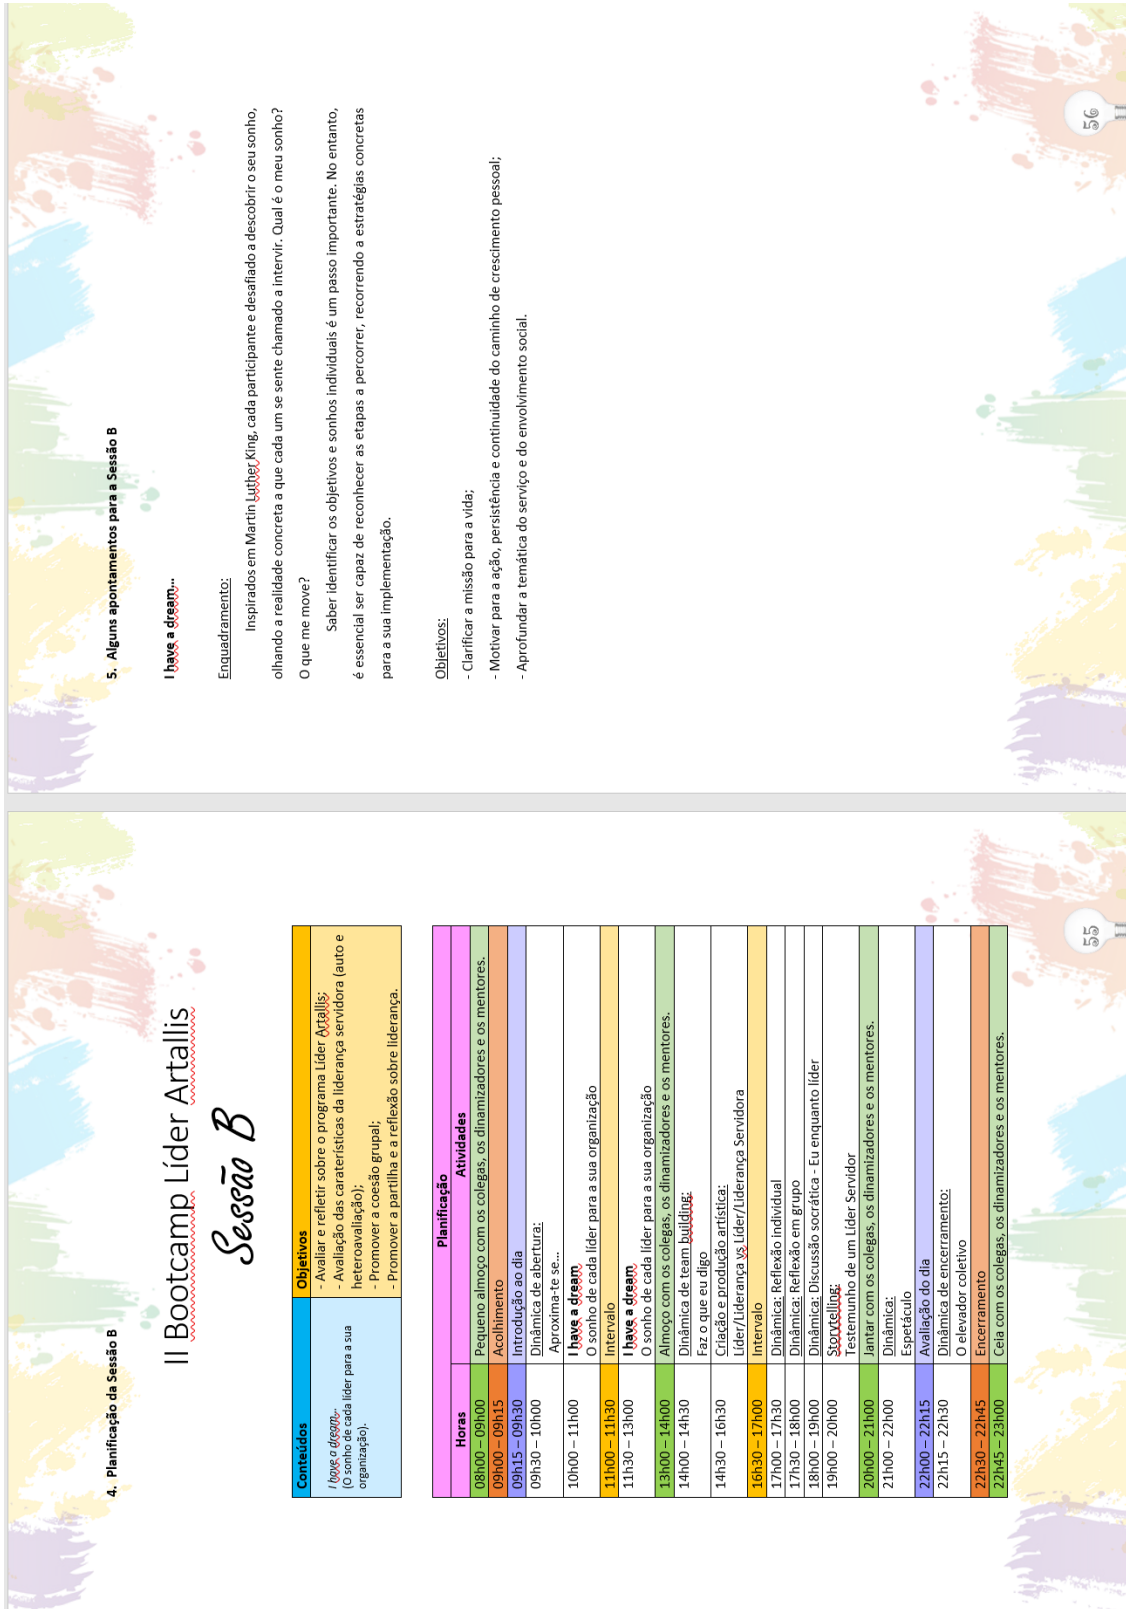 4. Planificação da Sessão B
II Bootcamp Líder Artallis
Sessão B
Conteúdos
Objetivos
I have a dream...
(O sonho de cada líder para a sua
organização).
- Avaliar e refletir sobre o programa Líder Artallis;
- Avaliação das caraterísticas da liderança servidora (auto e
heteroavaliação);
- Promover a coesão grupal;
- Promover a partilha e a reflexão sobre liderança.
Planificação
Horas Atividades
08h00 – 09h00 Pequeno almoço com os colegas, os dinamizadores e os mentores.
09h00 – 09h15 Acolhimento
09h15 – 09h30 Introdução ao dia
09h30 – 10h00 Dinâmica de abertura:
Aproxima-te se...
10h00 – 11h00 I have a dream
O sonho de cada líder para a sua organização
11h00 – 11h30 Intervalo
11h30 – 13h00 I have a dream
O sonho de cada líder para a sua organização
13h00 – 14h00 Almoço com os colegas, os dinamizadores e os mentores.
14h00 – 14h30 Dinâmica de team building:
Faz o que eu digo
14h30 – 16h30 Criação e produção artística:
Líder/Liderança vs Líder/Liderança Servidora
16h30 – 17h00 Intervalo
17h00 – 17h30 Dinâmica: Reflexão individual
17h30 – 18h00 Dinâmica: Reflexão em grupo
18h00 – 19h00 Dinâmica: Discussão socrática - Eu enquanto líder
19h00 – 20h00 Storytelling:
Testemunho de um Líder Servidor
20h00 – 21h00 Jantar com os colegas, os dinamizadores e os mentores.
21h00 – 22h00 Dinâmica:
Espetáculo
22h00 – 22h15 Avaliação do dia
22h15 – 22h30 Dinâmica de encerramento:
O elevador coletivo
22h30 – 22h45 Encerramento
22h45 – 23h00 Ceia com os colegas, os dinamizadores e os mentores.
55
5. Alguns apontamentos para a Sessão B
I have a dream...
Enquadramento:
Inspirados em Martin Luther King, cada participante e desafiado a descobrir o seu sonho,
olhando a realidade concreta a que cada um se sente chamado a intervir. Qual é o meu sonho?
O que me move?
Saber identificar os objetivos e sonhos individuais é um passo importante. No entanto,
é essencial ser capaz de reconhecer as etapas a percorrer, recorrendo a estratégias concretas
para a sua implementação.
Objetivos:
- Clarificar a missão para a vida;
- Motivar para a ação, persistência e continuidade do caminho de crescimento pessoal;
- Aprofundar a temática do serviço e do envolvimento social.
56